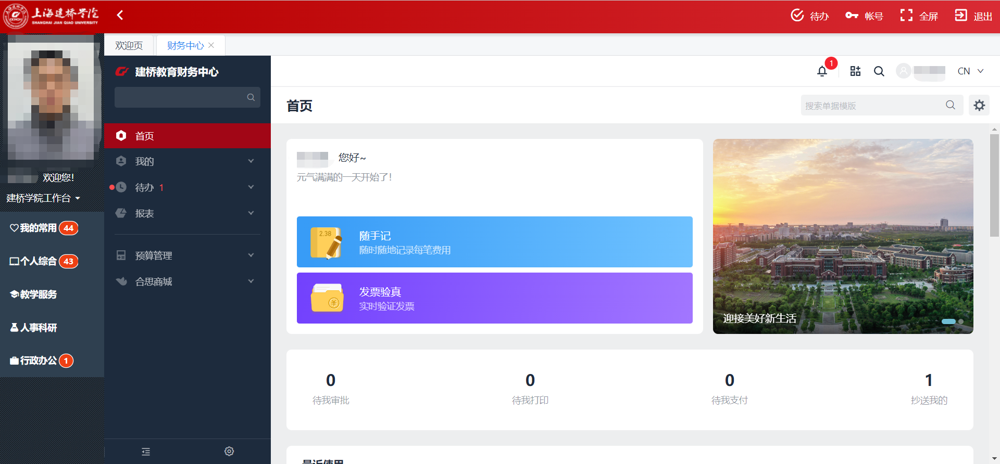 上海建桥学院
SHANGHAI JIAN QIAO UNIVERSITY
待办
帐号
全屏
退出
欢迎页
财务中心
欢迎您!
建桥学院工作台
我的常用 44
个人综合 43
教学服务
人事科研
行政办公 1
建桥教育财务中心
首页
我的
待办 1
报表
预算管理
合思商城
1
CN
首页
搜索单据模版
您好~
元气满满的一天开始了!
2.38
随手记
随时随地记录每笔费用
发票验真
实时验证发票
迎接美好新生活
0
待我审批
0
待我打印
0
待我支付
1
抄送我的
最近使用